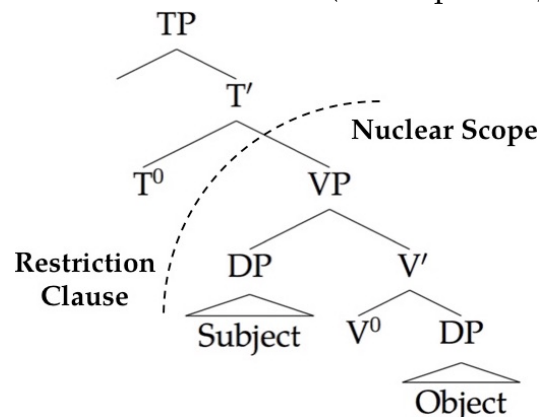 TP
T′
Nuclear Scope
T⁰ VP
Restriction
Clause
DP V′
Subject V⁰ DP
Object